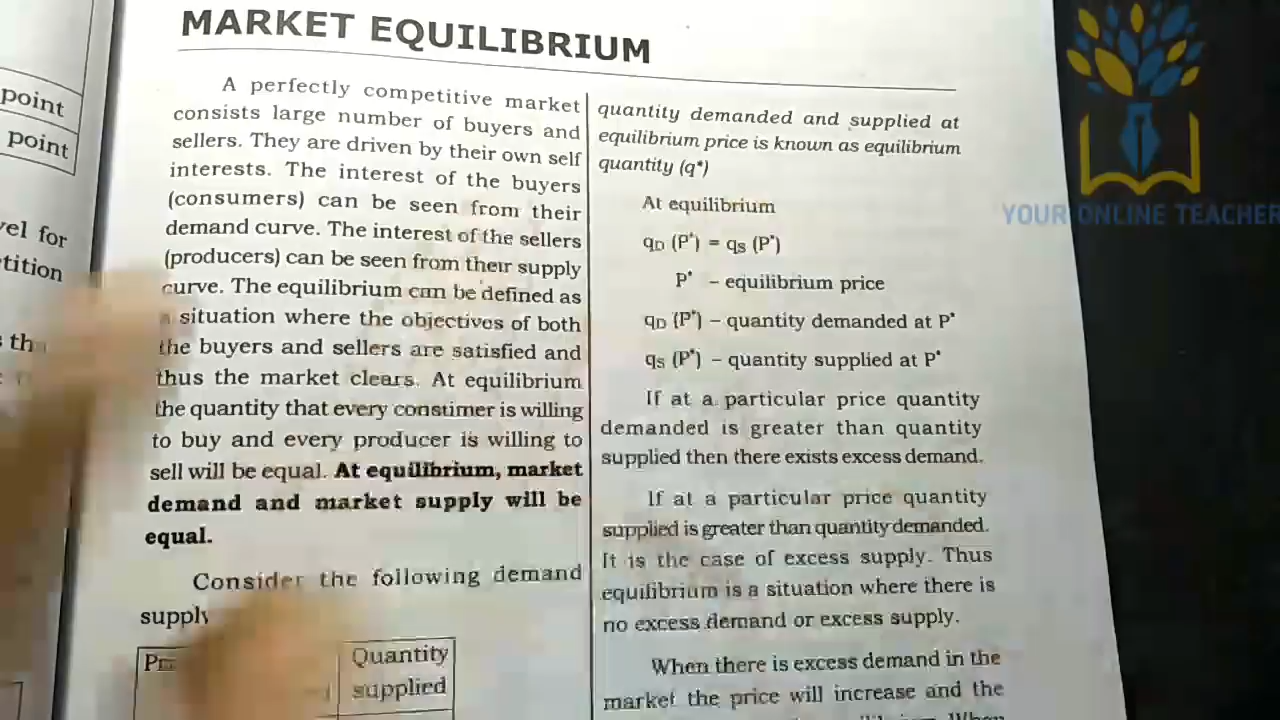 MARKET EQUILIBRIUM
point
point
vel for
tition
A perfectly competitive market
consists large number of buyers and
sellers. They are driven by their own self
interests. The interest of the buyers
(consumers) can be seen from their
demand curve. The interest of the sellers
(producers) can be seen from their supply
curve. The equilibrium can be defined as
a situation where the objectives of both
the buyers and sellers are satisfied and
thus the market clears. At equilibrium
the quantity that every constimer is willing
to buy and every producer is willing to
sell will be equal. At equilibrium, market
demand and market supply will be
equal.
Consider the following demand
supply
Quantity
supplied
quantity demanded and supplied at
equilibrium price is known as equilibrium
quantity (q*)
At equilibrium
qD (P*) = qS (P*)
P* – equilibrium price
qD (P*) – quantity demanded at P*
qS (P*) – quantity supplied at P*
If at a particular price quantity
demanded is greater than quantity
supplied then there exists excess demand.
If at a particular price quantity
supplied is greater than quantity demanded.
It is the case of excess supply. Thus
equilibrium is a situation where there is
no excess demand or excess supply.
When there is excess demand in the
market the price will increase and the
YOUR ONLINE TEACHER